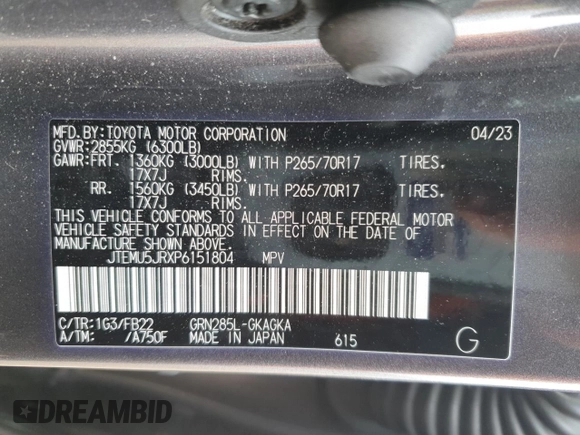 MFD.BY:TOYOTA MOTOR CORPORATION 04/23
GVWR:2855KG (6300LB)
GAWR:FRT. 1360KG (3000LB) WITH P265/70R17 TIRES.
17X7J RIMS.
RR. 1560KG (3450LB) WITH P265/70R17 TIRES.
17X7J RIMS.
THIS VEHICLE CONFORMS TO ALL APPLICABLE FEDERAL MOTOR
VEHICLE SAFETY STANDARDS IN EFFECT ON THE DATE OF
MANUFACTURE SHOWN ABOVE.
JTEMU5JRXP6151804 MPV
C/TR:1G3/FB22 GRN285L-GKAGKA
A/TM: /A750F MADE IN JAPAN 615 G
DREAMBID